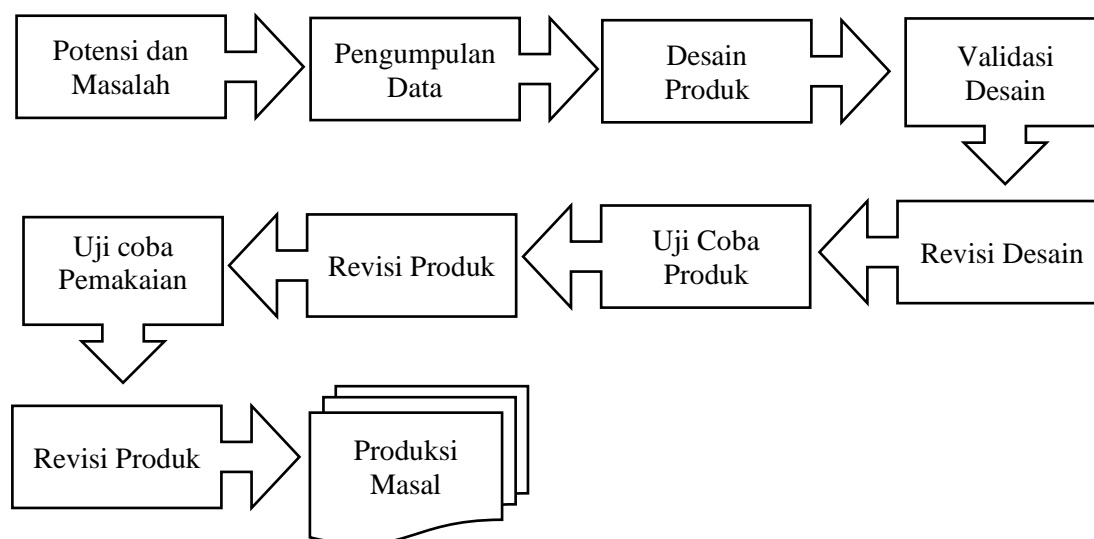 Potensi dan
Masalah
Pengumpulan
Data
Desain
Produk
Validasi
Desain
Revisi Desain
Uji Coba
Produk
Revisi Produk
Uji coba
Pemakaian
Revisi Produk
Produksi
Masal